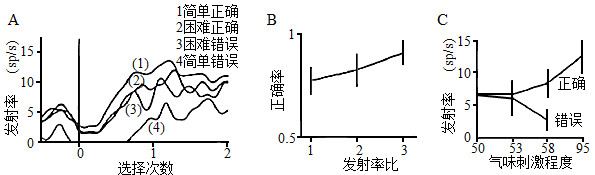 A
发射率
(sp/s)
15
10
5
0
0
1
2
选择次数
1简单正确
2困难正确
3困难错误
4简单错误
(1)
(2)
(3)
(4)
B
正确率
1
0.5
1
2
3
发射率比
C
发射率
(sp/s)
15
10
5
0
50
53
58
95
气味刺激程度
正确
错误